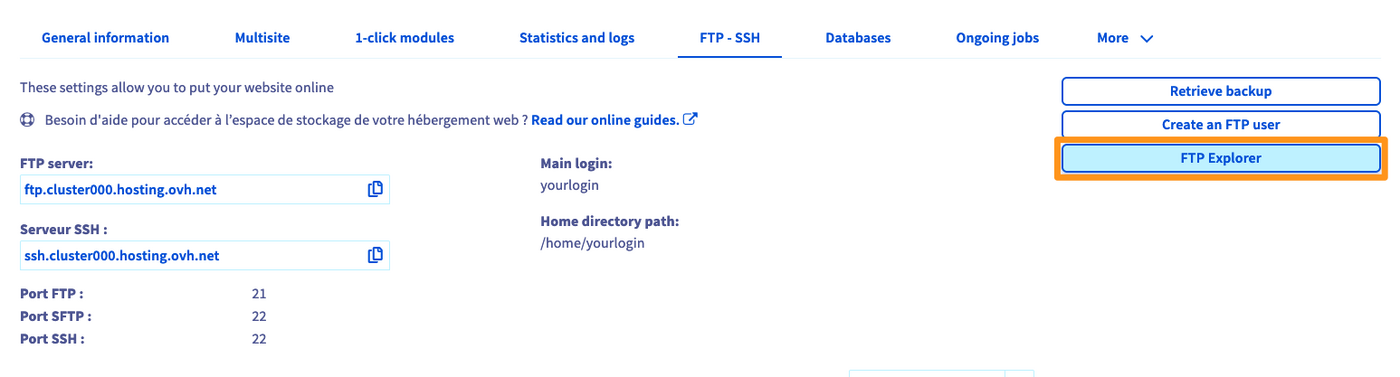 General information
Multisite
1-click modules
Statistics and logs
FTP - SSH
Databases
Ongoing jobs
More
These settings allow you to put your website online
Besoin d'aide pour accéder à l'espace de stockage de votre hébergement web ? Read our online guides.
Retrieve backup
Create an FTP user
FTP Explorer
FTP server:
ftp.cluster000.hosting.ovh.net
Serveur SSH :
ssh.cluster000.hosting.ovh.net
Port FTP : 21
Port SFTP : 22
Port SSH : 22
Main login:
yourlogin
Home directory path:
/home/yourlogin